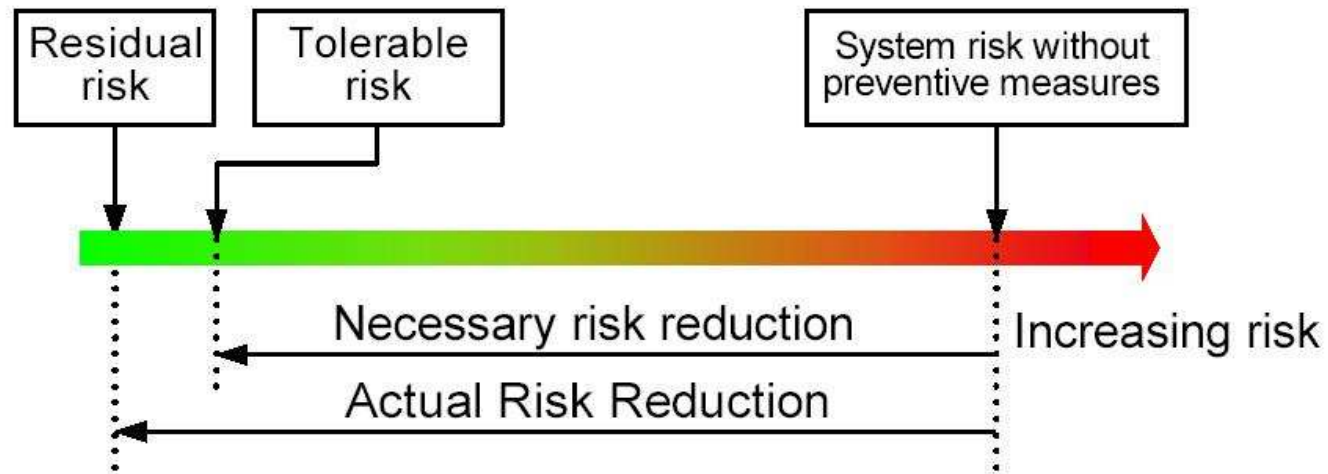 Residual
risk
Tolerable
risk
System risk without
preventive measures
Necessary risk reduction
Increasing risk
Actual Risk Reduction